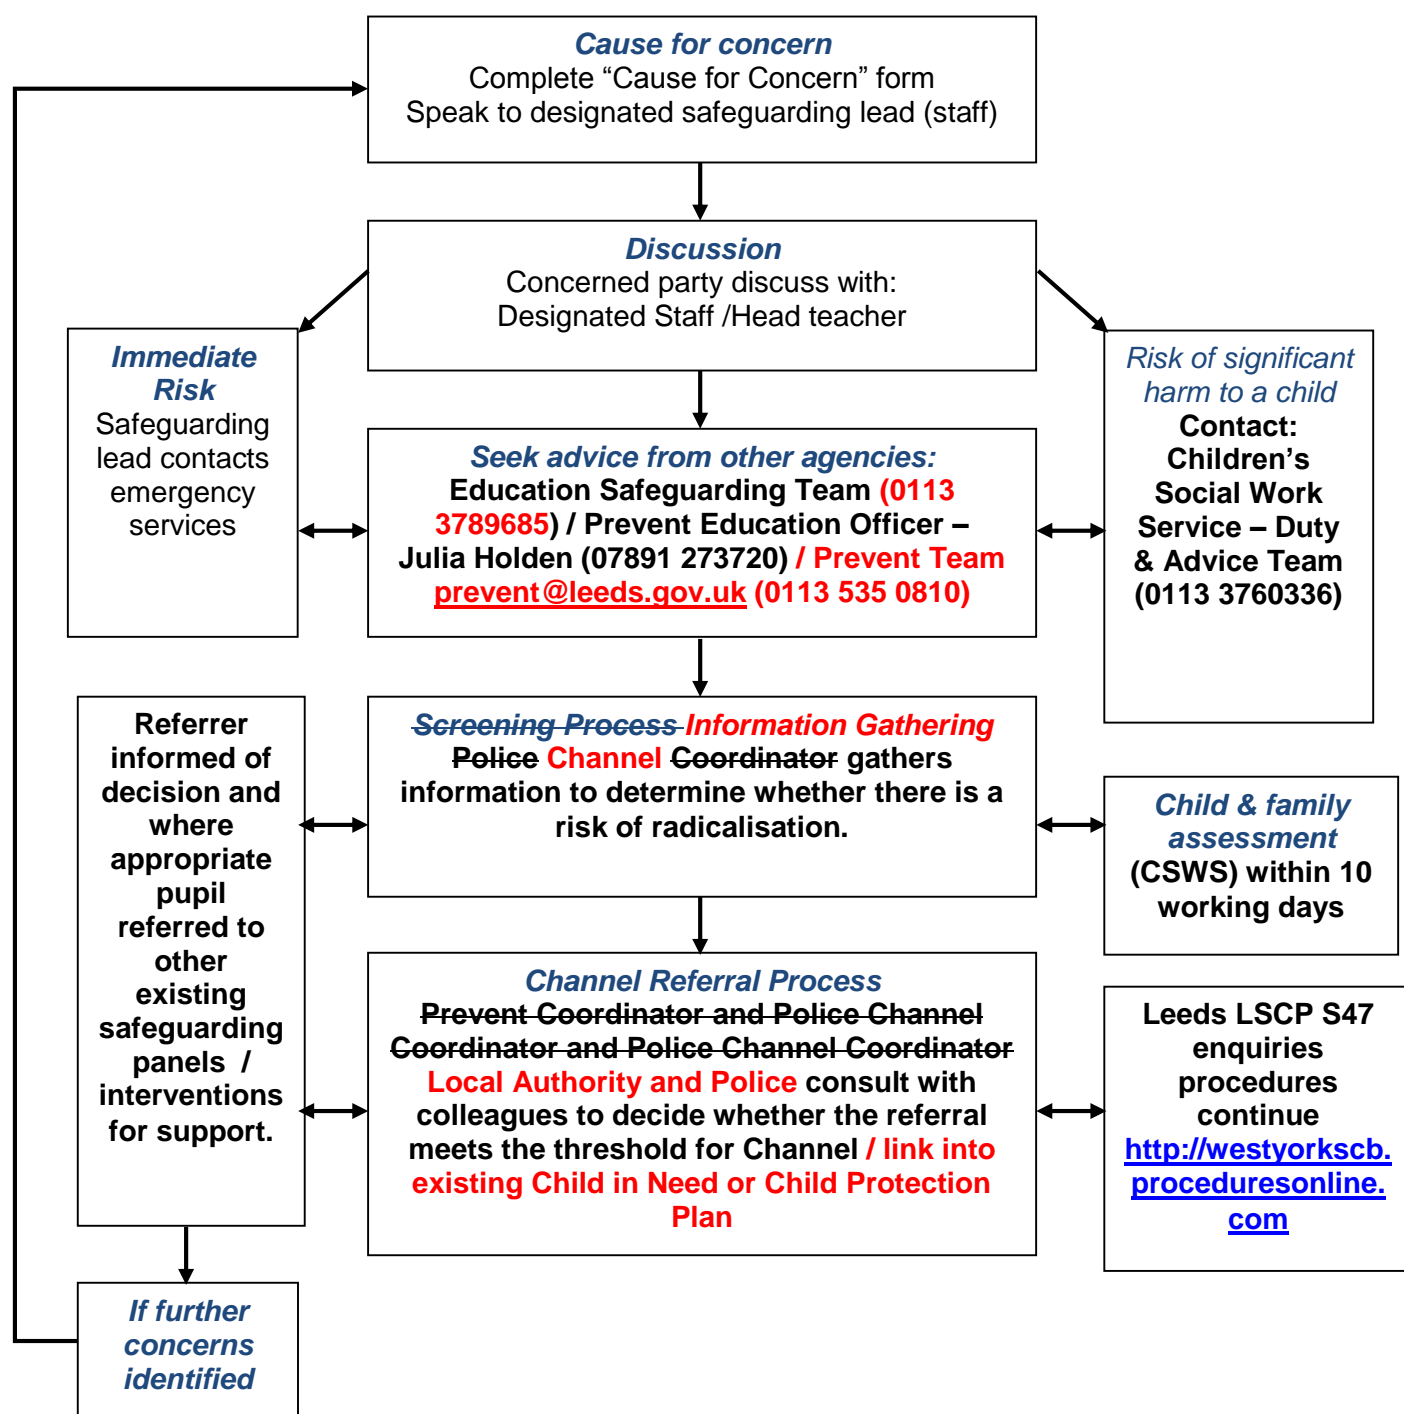 Cause for concern
Complete “Cause for Concern” form
Speak to designated safeguarding lead (staff)
Discussion
Concerned party discuss with:
Designated Staff /Head teacher
Immediate
Risk
Safeguarding
lead contacts
emergency
services
Risk of significant
harm to a child
Contact:
Children’s
Social Work
Service – Duty
& Advice Team
(0113 3760336)
Seek advice from other agencies:
Education Safeguarding Team (0113
3789685) / Prevent Education Officer –
Julia Holden (07891 273720) / Prevent Team
prevent@leeds.gov.uk (0113 535 0810)
Referrer
informed of
decision and
where
appropriate
pupil
referred to
other
existing
safeguarding
panels /
interventions
for support.
Screening Process Information Gathering
Police Channel Coordinator gathers
information to determine whether there is a
risk of radicalisation.
Child & family
assessment
(CSWS) within 10
working days
Channel Referral Process
Prevent Coordinator and Police Channel
Coordinator and Police Channel Coordinator
Local Authority and Police consult with
colleagues to decide whether the referral
meets the threshold for Channel / link into
existing Child in Need or Child Protection
Plan
Leeds LSCP S47
enquiries
procedures
continue
http://westyorkscb.
proceduresonline.
com
If further
concerns
identified